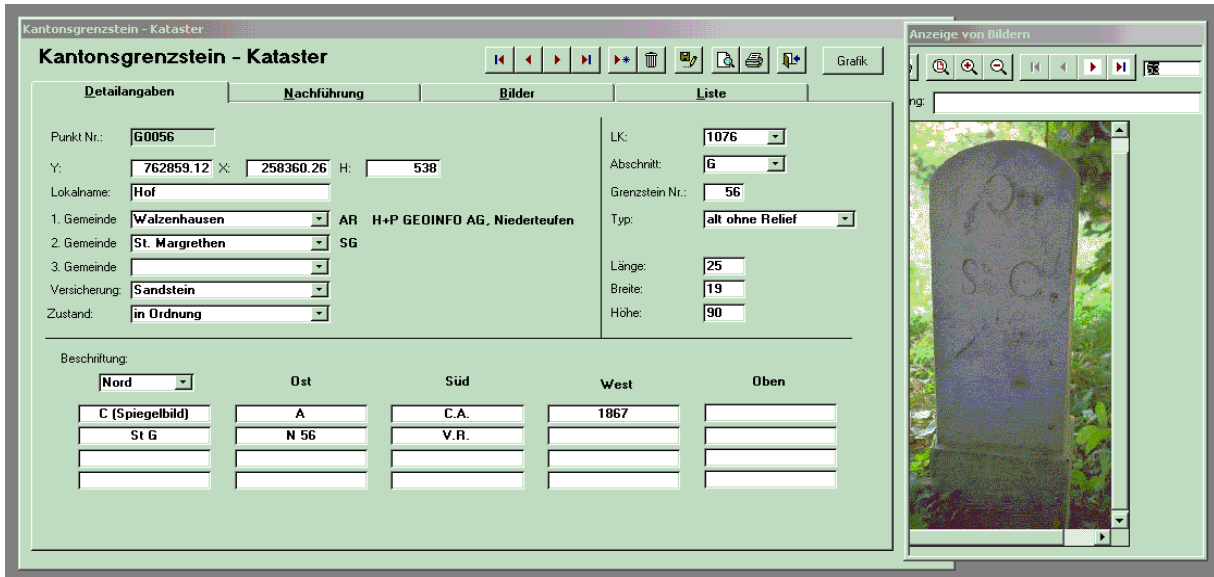 Kantonsgrenzstein - Kataster
Kantonsgrenzstein - Kataster
Grafik
Detailangaben Nachführung Bilder Liste
Punkt Nr.: G0056
Y: 762859.12 X: 258360.26 H: 538
Lokalname: Hof
1. Gemeinde Walzenhausen AR H+P GEOINFO AG, Niederteufen
2. Gemeinde St. Margrethen SG
3. Gemeinde
Versicherung: Sandstein
Zustand: in Ordnung
LK: 1076
Abschnitt: G
Grenzstein Nr.: 56
Typ: alt ohne Relief
Länge: 25
Breite: 19
Höhe: 90
Beschriftung:
Nord Ost Süd West Oben
C (Spiegelbild) A C.A. 1867
St G N 56 V.R.
Anzeige von Bildern
ng: